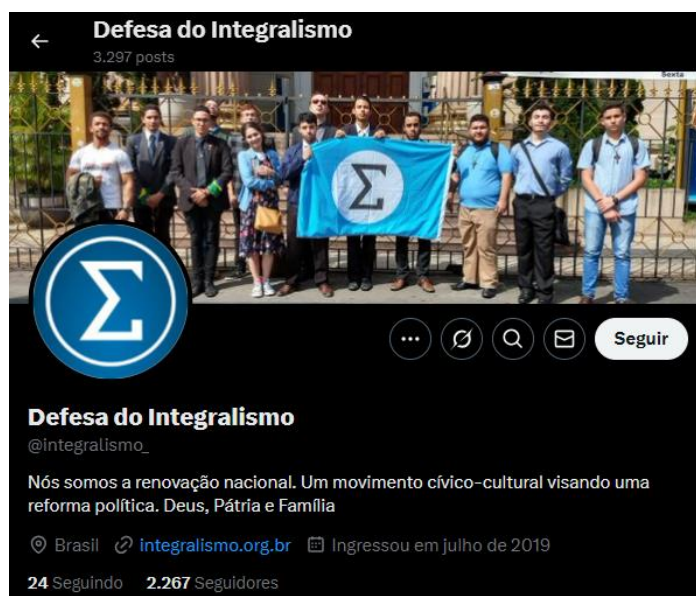 Defesa do Integralismo
3.297 posts
Sexta
Σ
Σ
Seguir
Defesa do Integralismo
@integralismo_
Nós somos a renovação nacional. Um movimento cívico-cultural visando uma
reforma política. Deus, Pátria e Família
Brasil integralismo.org.br Ingressou em julho de 2019
24 Seguindo 2.267 Seguidores